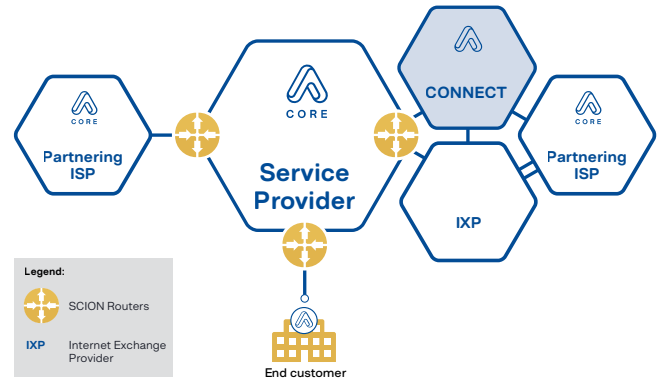 CORE
Partnering
ISP
CORE
Service
Provider
CONNECT
CORE
Partnering
ISP
IXP
Legend:
SCION Routers
IXP
Internet Exchange
Provider
End customer